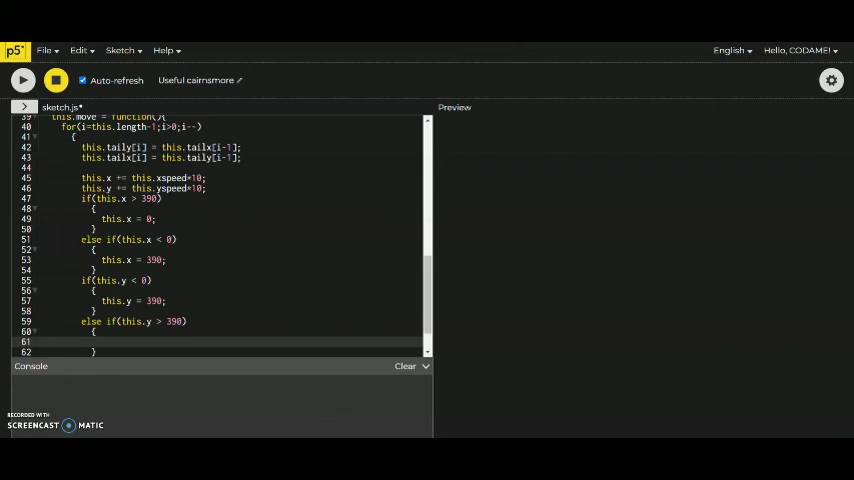 p5* File Edit Sketch Help English Hello, CODAME!
Auto-refresh Useful cairnsmore
sketch.js• Preview
39 this.move = function(){
40 for(i=this.length-1;i>0;i--)
41 {
42 this.taily[i] = this.tailx[i-1];
43 this.tailx[i] = this.taily[i-1];
44
45 this.x += this.xspeed*10;
46 this.y += this.yspeed*10;
47 if(this.x > 390)
48 {
49 this.x = 0;
50 }
51 else if(this.x < 0)
52 {
53 this.x = 390;
54 }
55 if(this.y < 0)
56 {
57 this.y = 390;
58 }
59 else if(this.y > 390)
60 {
61
62 }
Console Clear
RECORDED WITH
SCREENCAST MATIC